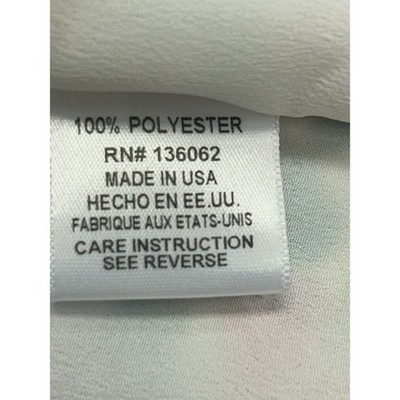 100% POLYESTER
RN# 136062
MADE IN USA
HECHO EN EE.UU.
FABRIQUE AUX ETATS-UNIS
CARE INSTRUCTION
SEE REVERSE